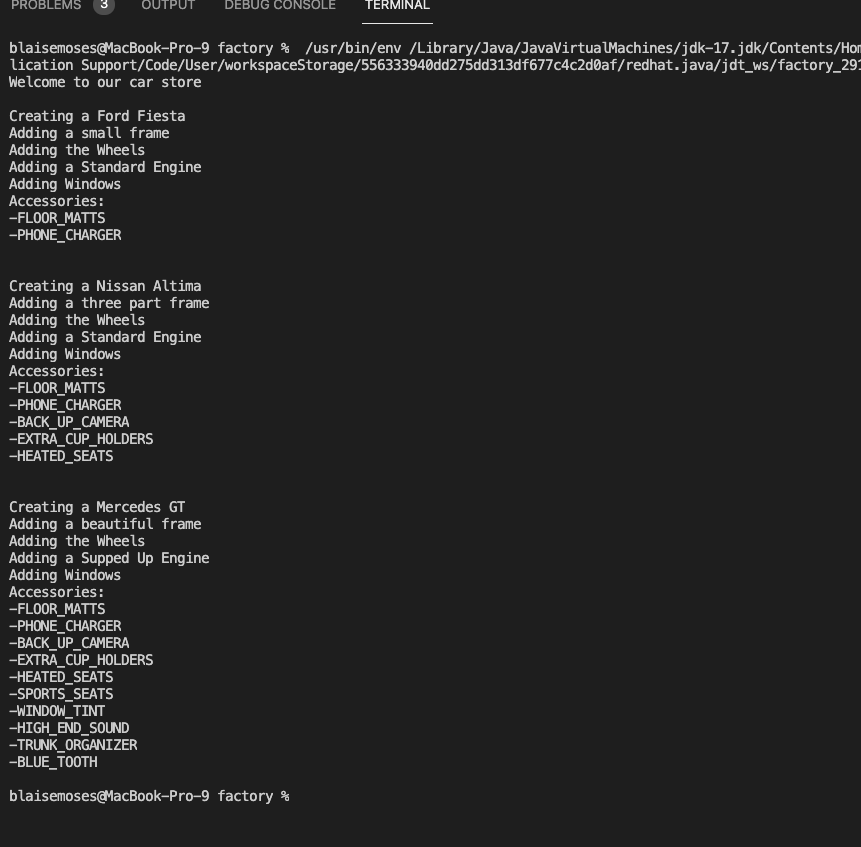 PROBLEMS 3 OUTPUT DEBUG CONSOLE TERMINAL
blaisemoses@MacBook-Pro-9 factory % /usr/bin/env /Library/Java/JavaVirtualMachines/jdk-17.jdk/Contents/Hom
lication Support/Code/User/workspaceStorage/556333940dd275dd313df677c4c2d0af/redhat.java/jdt_ws/factory_291
Welcome to our car store
Creating a Ford Fiesta
Adding a small frame
Adding the Wheels
Adding a Standard Engine
Adding Windows
Accessories:
-FLOOR_MATTS
-PHONE_CHARGER
Creating a Nissan Altima
Adding a three part frame
Adding the Wheels
Adding a Standard Engine
Adding Windows
Accessories:
-FLOOR_MATTS
-PHONE_CHARGER
-BACK_UP_CAMERA
-EXTRA_CUP_HOLDERS
-HEATED_SEATS
Creating a Mercedes GT
Adding a beautiful frame
Adding the Wheels
Adding a Supped Up Engine
Adding Windows
Accessories:
-FLOOR_MATTS
-PHONE_CHARGER
-BACK_UP_CAMERA
-EXTRA_CUP_HOLDERS
-HEATED_SEATS
-SPORTS_SEATS
-WINDOW_TINT
-HIGH_END_SOUND
-TRUNK_ORGANIZER
-BLUE_TOOTH
blaisemoses@MacBook-Pro-9 factory %